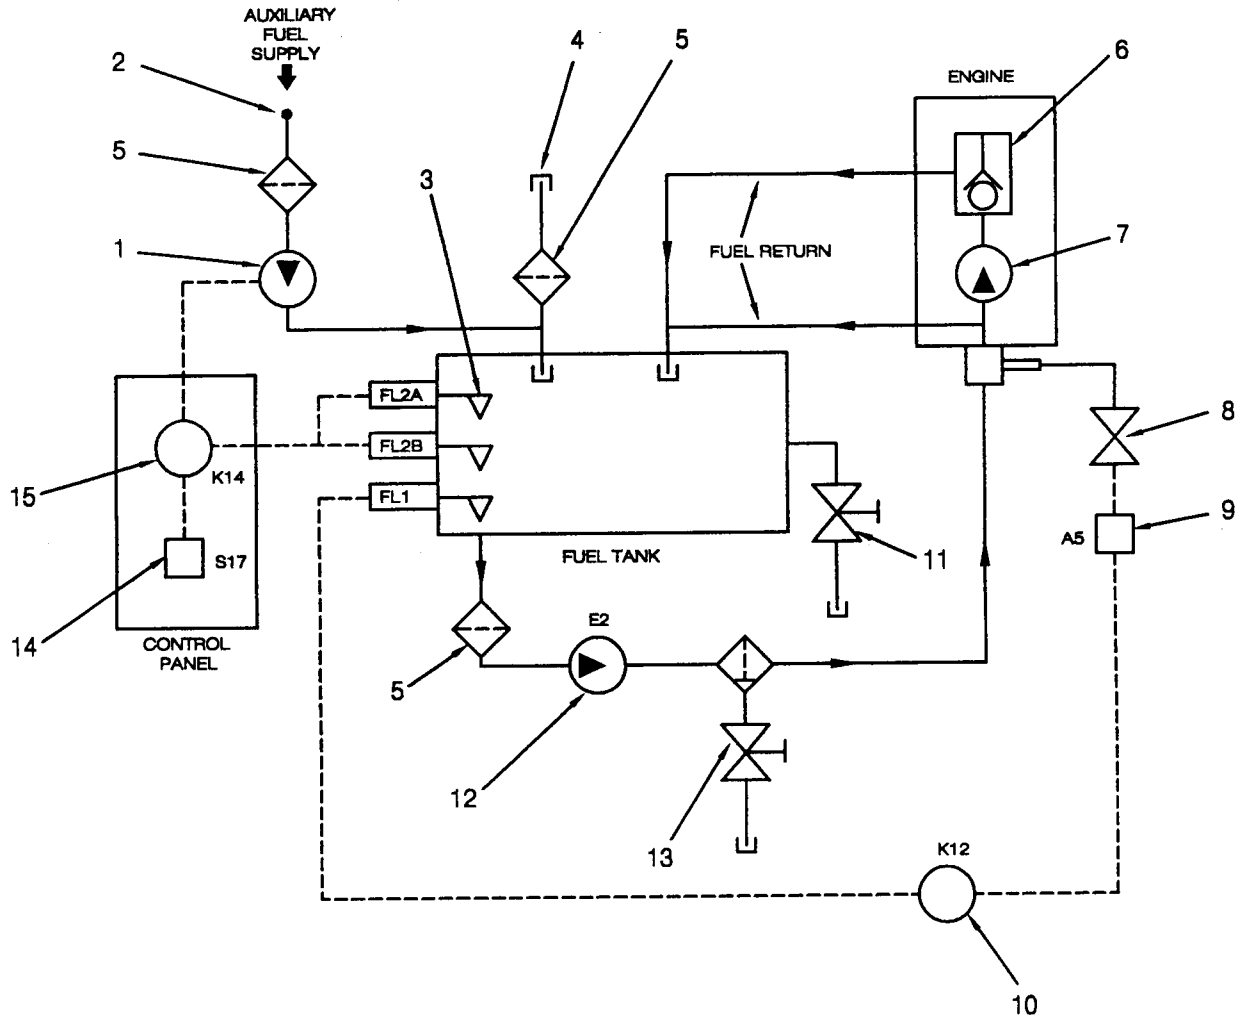 AUXILIARY
FUEL
SUPPLY
2
4
5
6
ENGINE
5
3
1
FUEL RETURN
7
FL2A
FL2B
FL1
K14
15
S17
14
CONTROL
PANEL
FUEL TANK
11
8
9
A5
E2
5
12
13
K12
10